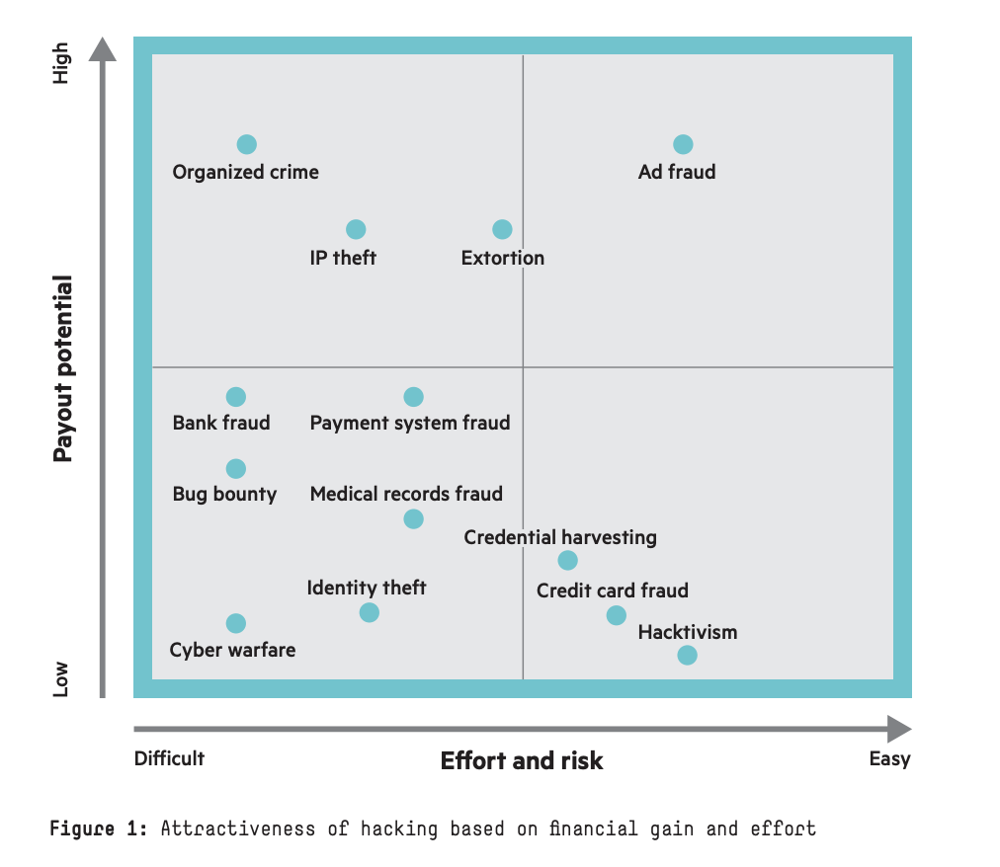 High
Organized crime
Ad fraud
IP theft
Extortion
Payout potential
Bank fraud
Payment system fraud
Bug bounty
Medical records fraud
Credential harvesting
Identity theft
Credit card fraud
Hacktivism
Cyber warfare
Low
Difficult
Effort and risk
Easy
Figure 1: Attractiveness of hacking based on financial gain and effort